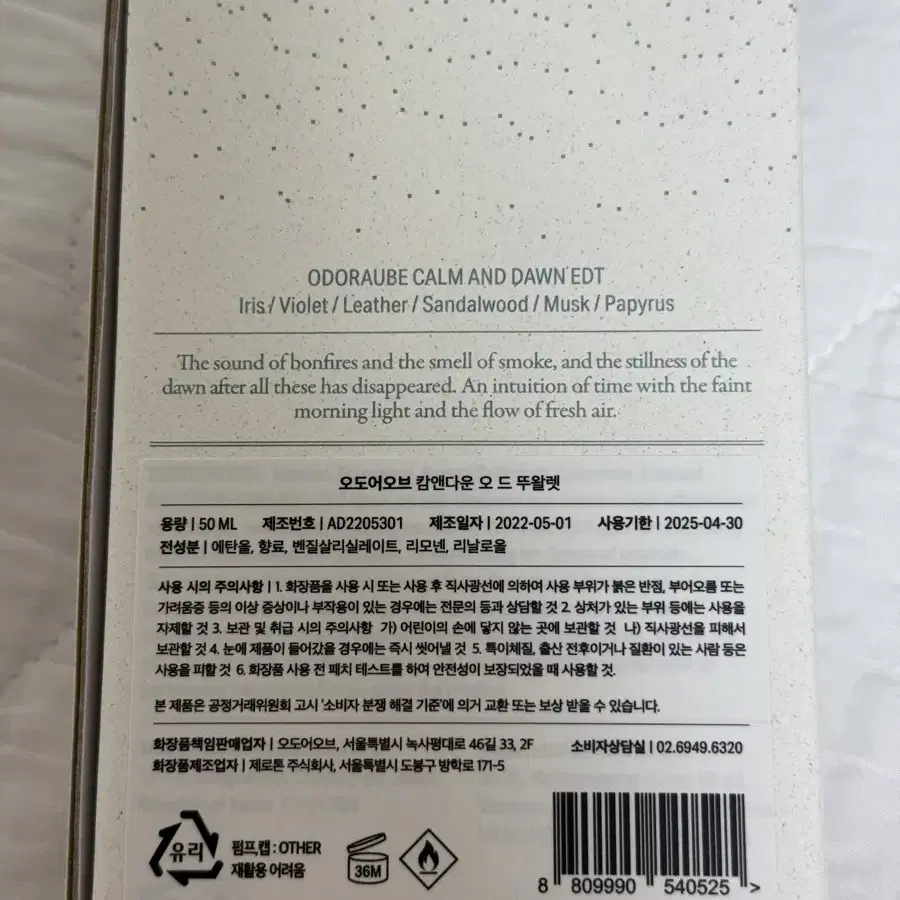 ODORAUBE CALM AND DAWN EDT
Iris / Violet / Leather / Sandalwood / Musk / Papyrus
The sound of bonfires and the smell of smoke, and the stillness of the
dawn after all these has disappeared. An intuition of time with the faint
morning light and the flow of fresh air.
오도어오브 캄앤다운 오 드 뚜왈렛
용량 | 50 ML 제조번호 | AD2205301 제조일자 | 2022-05-01 사용기한 | 2025-04-30
전성분 | 에탄올, 향료, 벤질살리실레이트, 리모넨, 리날로올
사용 시의 주의사항 | 1. 화장품을 사용 시 또는 사용 후 직사광선에 의하여 사용 부위가 붉은 반점, 부어오름 또는
가려움증 등의 이상 증상이나 부작용이 있는 경우에는 전문의 등과 상담할 것 2. 상처가 있는 부위 등에는 사용을
자제할 것 3. 보관 및 취급 시의 주의사항 가) 어린이의 손에 닿지 않는 곳에 보관할 것 나) 직사광선을 피해서
보관할 것 4. 눈에 제품이 들어갔을 경우에는 즉시 씻어낼 것 5. 특이체질, 출산 전후이거나 질환이 있는 사람 등은
사용을 피할 것 6. 화장품 사용 전 패치 테스트를 하여 안전성이 보장되었을 때 사용할 것.
본 제품은 공정거래위원회 고시 '소비자 분쟁 해결 기준'에 의거 교환 또는 보상 받을 수 있습니다.
화장품책임판매업자 | 오도어오브, 서울특별시 녹사평대로 46길 33, 2F 소비자상담실 | 02.6949.6320
화장품제조업자 | 제로톤 주식회사, 서울특별시 도봉구 방학로 171-5
유리
펌프,캡 : OTHER
재활용 어려움
36M
8 809990 540525 >